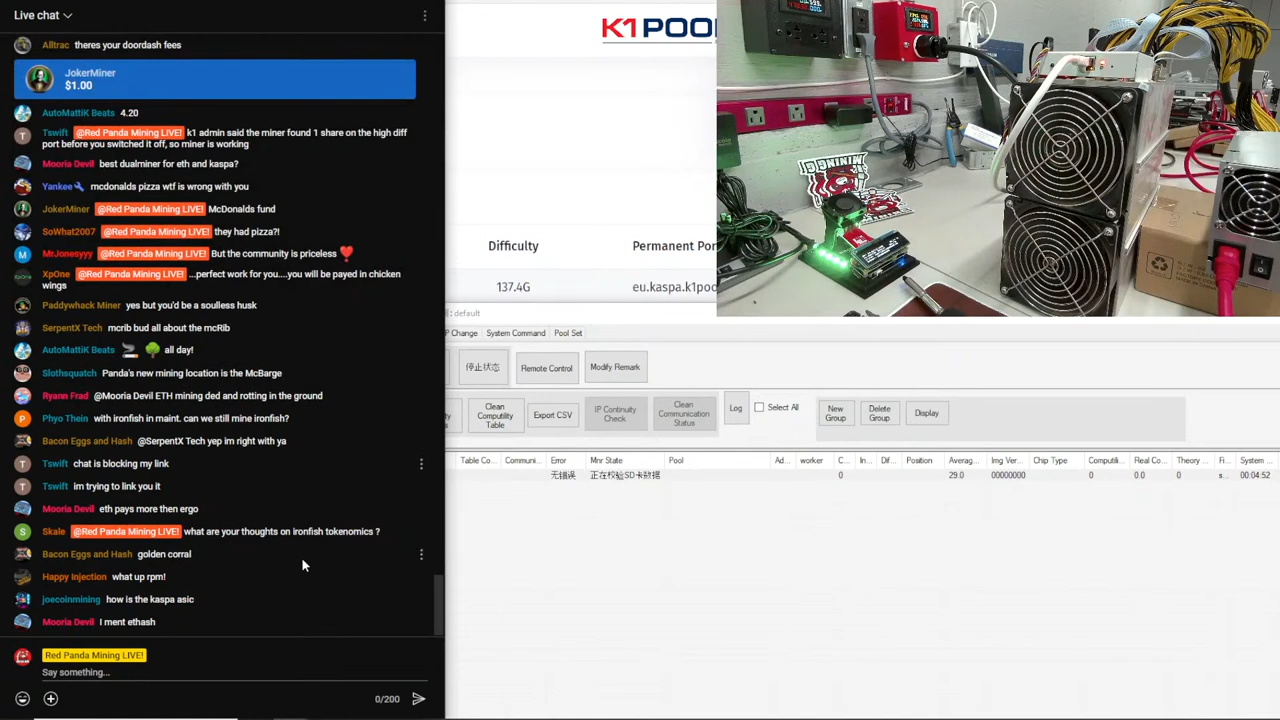 Live chat
Alltrac theres your doordash fees
JokerMiner
$1.00
AutoMattiK Beats 4.20
Tswift @Red Panda Mining LIVE! k1 admin said the miner found 1 share on the high diff
port before you switched it off, so miner is working
Mooria Devil best dualminer for eth and kaspa?
Yankee mcdonalds pizza wtf is wrong with you
JokerMiner @Red Panda Mining LIVE! McDonalds fund
SoWhat2007 @Red Panda Mining LIVE! they had pizza?!
MrJonesyyy @Red Panda Mining LIVE! But the community is priceless
XpOne @Red Panda Mining LIVE! ...perfect work for you....you will be payed in chicken
wings
Paddywhack Miner yes but you'd be a soulless husk
SerpentX Tech mcrib bud all about the mcRib
AutoMattiK Beats all day!
Slothsquatch Panda's new mining location is the McBarge
Ryann Frad @Mooria Devil ETH mining ded and rotting in the ground
Phyo Thein with ironfish in maint. can we still mine ironfish?
Bacon Eggs and Hash @SerpentX Tech yep im right with ya
Tswift chat is blocking my link
Tswift im trying to link you it
Mooria Devil eth pays more then ergo
Skale @Red Panda Mining LIVE! what are your thoughts on ironfish tokenomics ?
Bacon Eggs and Hash golden corral
Happy Injection what up rpm!
joecoinmining how is the kaspa asic
Mooria Devil I ment ethash
Red Panda Mining LIVE!
Say something...
0/200
K1 POOL
Difficulty Permanent Por
137.4G eu.kaspa.k1poo
: default
P Change System Command Pool Set
停止状态 Remote Control Modify Remark
Clean
Computility
Table
Export CSV
IP Continuity
Check
Clean
Communication
Status
Log
Select All
New
Group
Delete
Group
Display
Table Co... Communi... Error Mnr State Pool Ad... worker C... In... Dif... Position Averag... Img Ver... Chip Type Computili... Real Co... Theory ... Fi... System ...
无错误 正在校验SD卡数据 0 29.0 00000000 0 0.0 0 s... 00:04:52
MINING